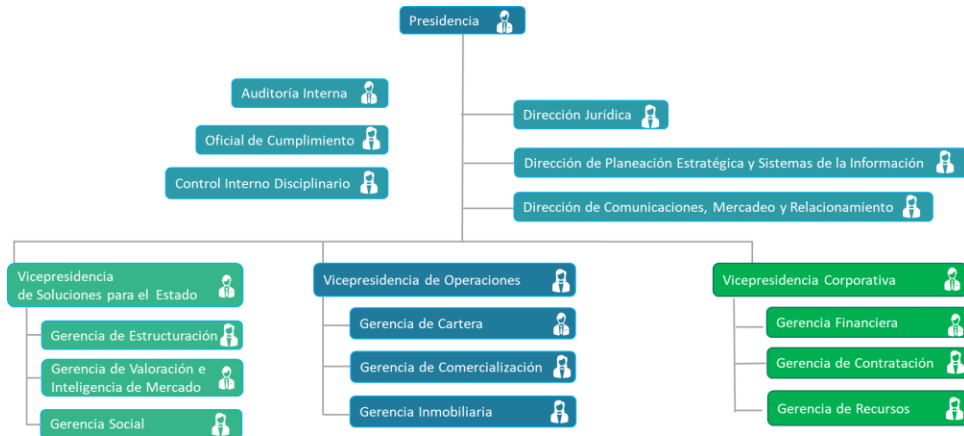 Presidencia
Auditoría Interna
Oficial de Cumplimiento
Control Interno Disciplinario
Dirección Jurídica
Dirección de Planeación Estratégica y Sistemas de la Información
Dirección de Comunicaciones, Mercadeo y Relacionamiento
Vicepresidencia
de Soluciones para el Estado
Gerencia de Estructuración
Gerencia de Valoración e
Inteligencia de Mercado
Gerencia Social
Vicepresidencia de Operaciones
Gerencia de Cartera
Gerencia de Comercialización
Gerencia Inmobiliaria
Vicepresidencia Corporativa
Gerencia Financiera
Gerencia de Contratación
Gerencia de Recursos